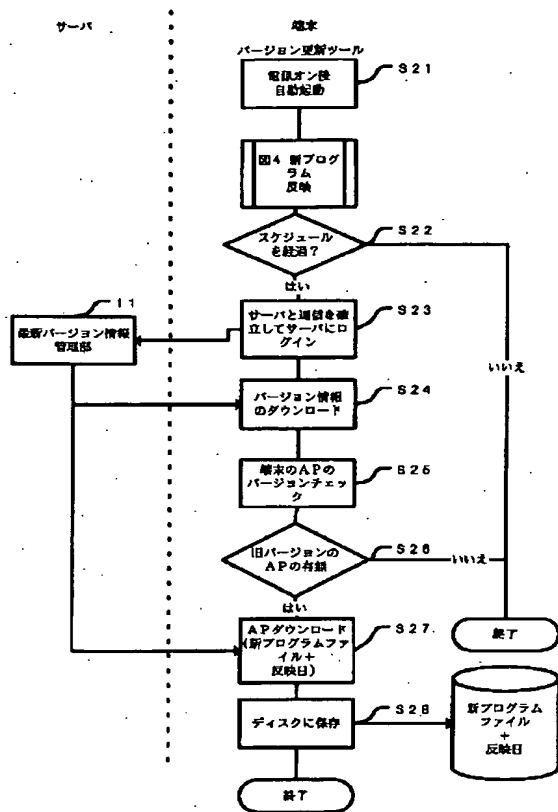 サーバ
端末
バージョン更新ツール
電源オン後
自動起動
S21
図4 新プログ
ラム
反映
スケジュール
を経過?
S22
はい
いいえ
11
最新バージョン情報
管理部
サーバと通信を確
立してサーバにロ
グイン
S23
バージョン情報
のダウンロード
S24
端末のAPの
バージョンチェッ
ク
S25
旧バージョンの
APの有無
S26
いいえ
はい
終了
APダウンロード
(新プログラムファ
イル+
反映日)
S27
ディスクに保存
S28
新プログラム
ファイル
+
反映日
終了